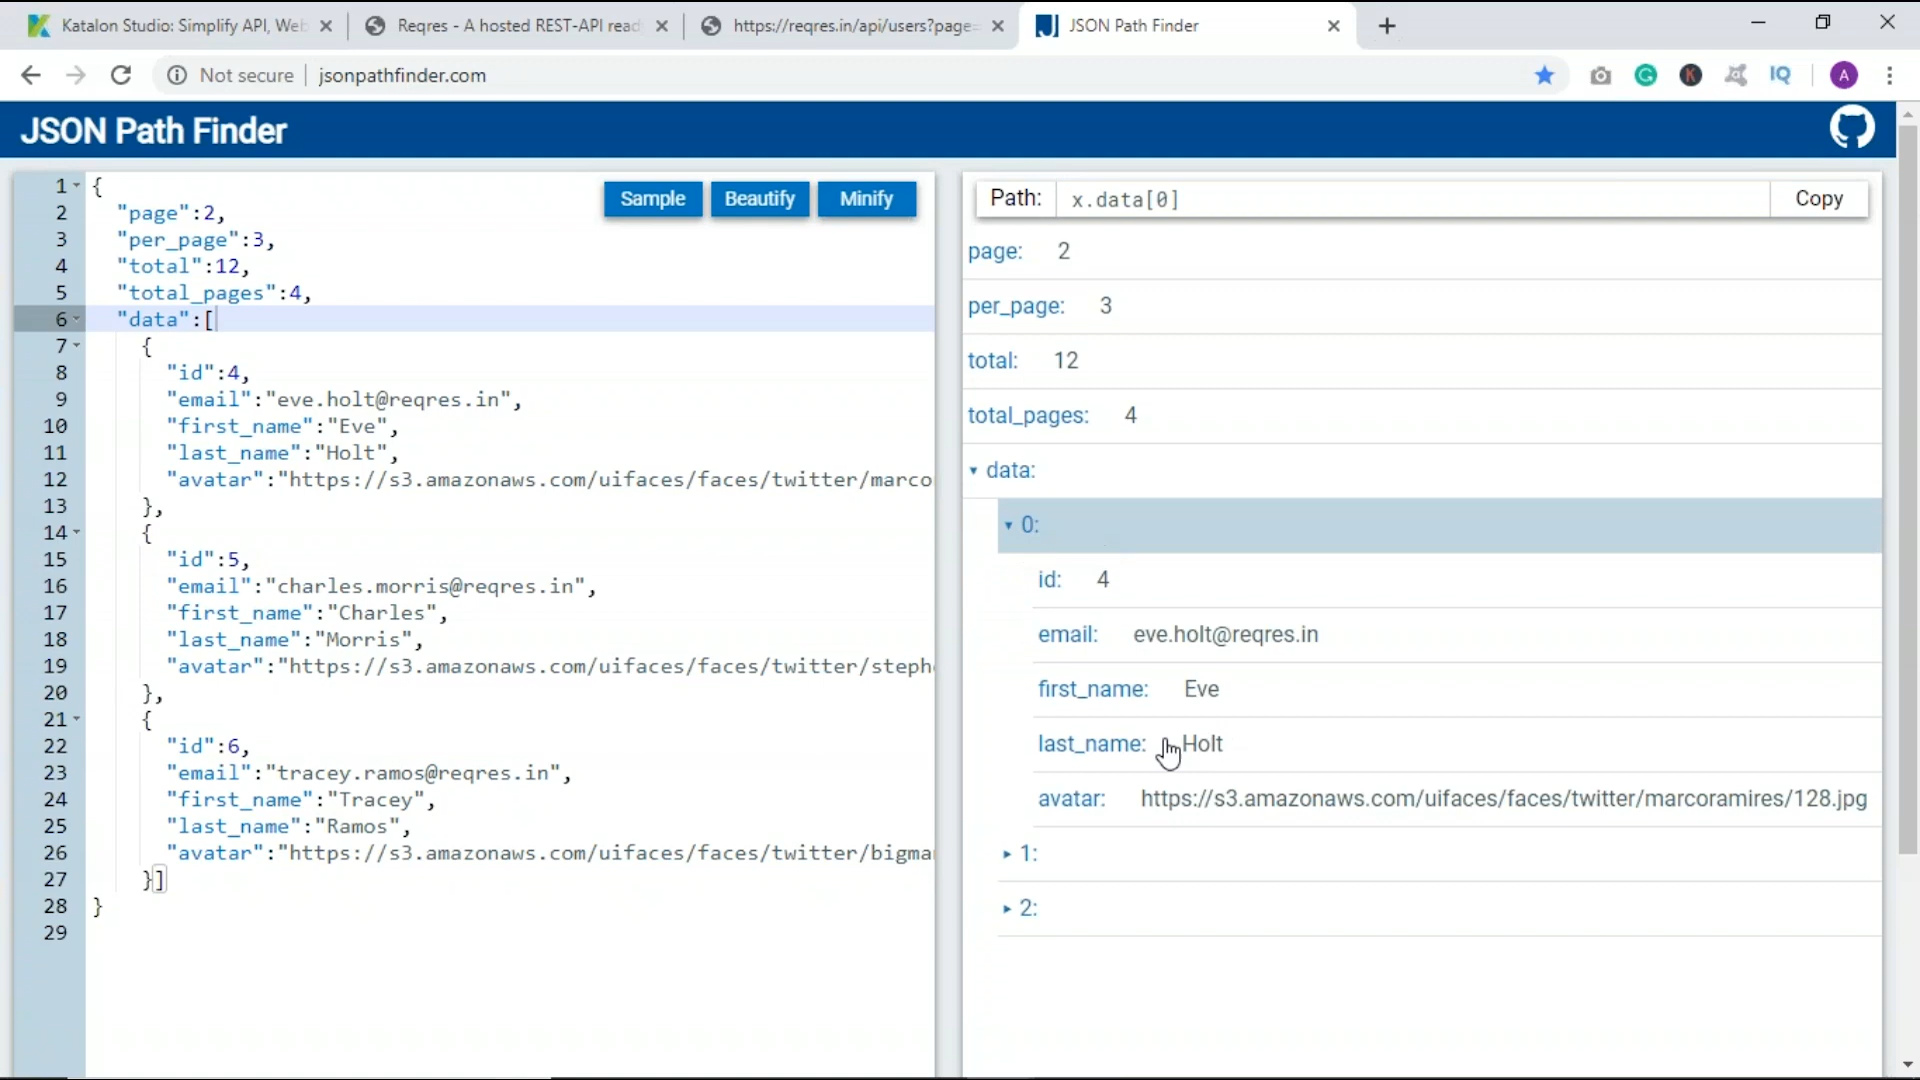 Katalon Studio: Simplify API, Web
Reqres - A hosted REST-API read
https://reqres.in/api/users?page=
JSON Path Finder
Not secure
jsonpathfinder.com
IQ
A
JSON Path Finder
Sample
Beautify
Minify
1 {
2 "page":2,
3 "per_page":3,
4 "total":12,
5 "total_pages":4,
6 "data":[
7 {
8 "id":4,
9 "email":"eve.holt@reqres.in",
10 "first_name":"Eve",
11 "last_name":"Holt",
12 "avatar":"https://s3.amazonaws.com/uifaces/faces/twitter/marco
13 },
14 {
15 "id":5,
16 "email":"charles.morris@reqres.in",
17 "first_name":"Charles",
18 "last_name":"Morris",
19 "avatar":"https://s3.amazonaws.com/uifaces/faces/twitter/steph
20 },
21 {
22 "id":6,
23 "email":"tracey.ramos@reqres.in",
24 "first_name":"Tracey",
25 "last_name":"Ramos",
26 "avatar":"https://s3.amazonaws.com/uifaces/faces/twitter/bigma
27 }]
28 }
29
Path: x.data[0] Copy
page: 2
per_page: 3
total: 12
total_pages: 4
data:
0:
id: 4
email: eve.holt@reqres.in
first_name: Eve
last_name: Holt
avatar: https://s3.amazonaws.com/uifaces/faces/twitter/marcoramires/128.jpg
1:
2: